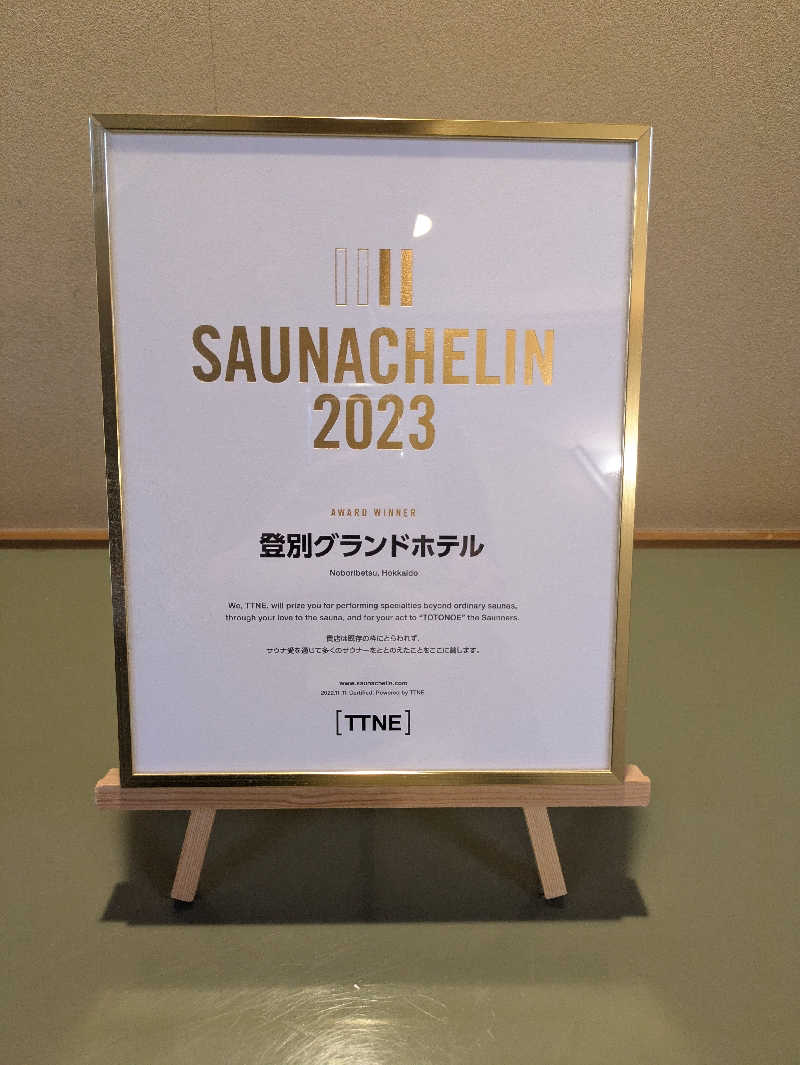 SAUNACHELIN
2023
AWARD WINNER
登別グランドホテル
Noboribetsu, Hokkaido
We, TTNE, will prize you for performing specialties beyond ordinary saunas,
through your love to the sauna, and for your act to "TOTONOE" the Saunners.
貴店は既存の枠にとらわれず、
サウナ愛を通じて多くのサウナーをととのえたことをここに賞します。
www.saunachelin.com
2022.11.11 Certified. Powered by TTNE
[TTNE]